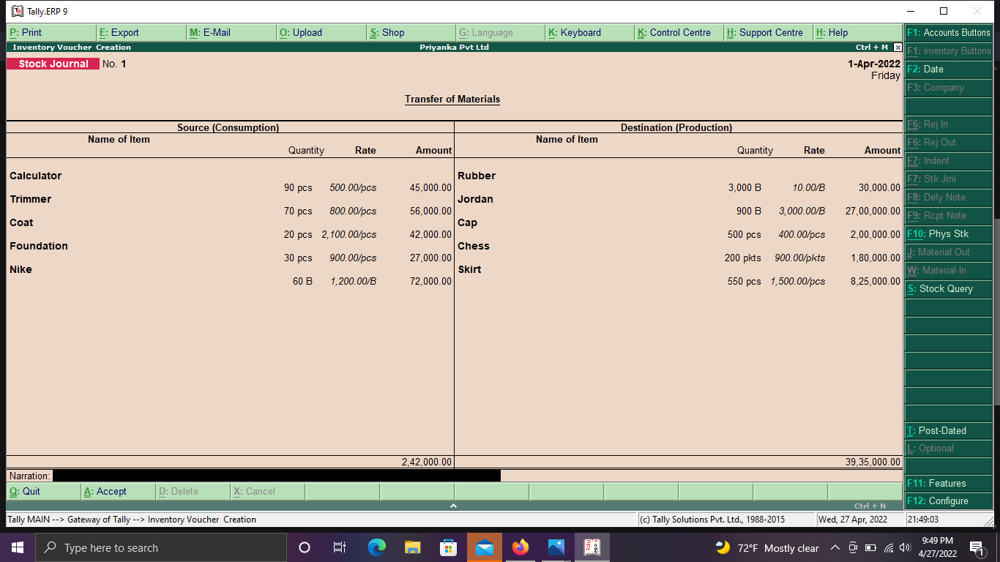 Tally.ERP 9
P: Print E: Export M: E-Mail O: Upload S: Shop G: Language K: Keyboard K: Control Centre H: Support Centre H: Help
F1: Accounts Buttons
Inventory Voucher Creation Priyanka Pvt Ltd Ctrl + M
F1: Inventory Buttons
Stock Journal No. 1 1-Apr-2022
Friday
F2: Date
F3: Company
Transfer of Materials
Source (Consumption) Destination (Production)
F6: Rej In
Name of Item Name of Item
F6: Rej Out
Quantity Rate Amount Quantity Rate Amount
F7: Indent
Calculator Rubber
F7: Stk Jrnl
90 pcs 500.00/pcs 45,000.00 3,000 B 10.00/B 30,000.00
Trimmer Jordan
F8: Dely Note
70 pcs 800.00/pcs 56,000.00 900 B 3,000.00/B 27,00,000.00
F9: Rcpt Note
Coat Cap
20 pcs 2,100.00/pcs 42,000.00 500 pcs 400.00/pcs 2,00,000.00
F10: Phys Stk
Foundation Chess
J: Material Out
30 pcs 900.00/pcs 27,000.00 200 pkts 900.00/pkts 1,80,000.00
Nike Skirt
W: Material In
60 B 1,200.00/B 72,000.00 550 pcs 1,500.00/pcs 8,25,000.00
S: Stock Query
T: Post-Dated
L: Optional
2,42,000.00 39,35,000.00
Narration:
F11: Features
Q: Quit A: Accept D: Delete X: Cancel
F12: Configure
Ctrl + N
Tally MAIN --> Gateway of Tally --> Inventory Voucher Creation (c) Tally Solutions Pvt. Ltd., 1988-2015 Wed, 27 Apr, 2022 21:49:03
Type here to search 72°F Mostly clear 9:49 PM
4/27/2022
1